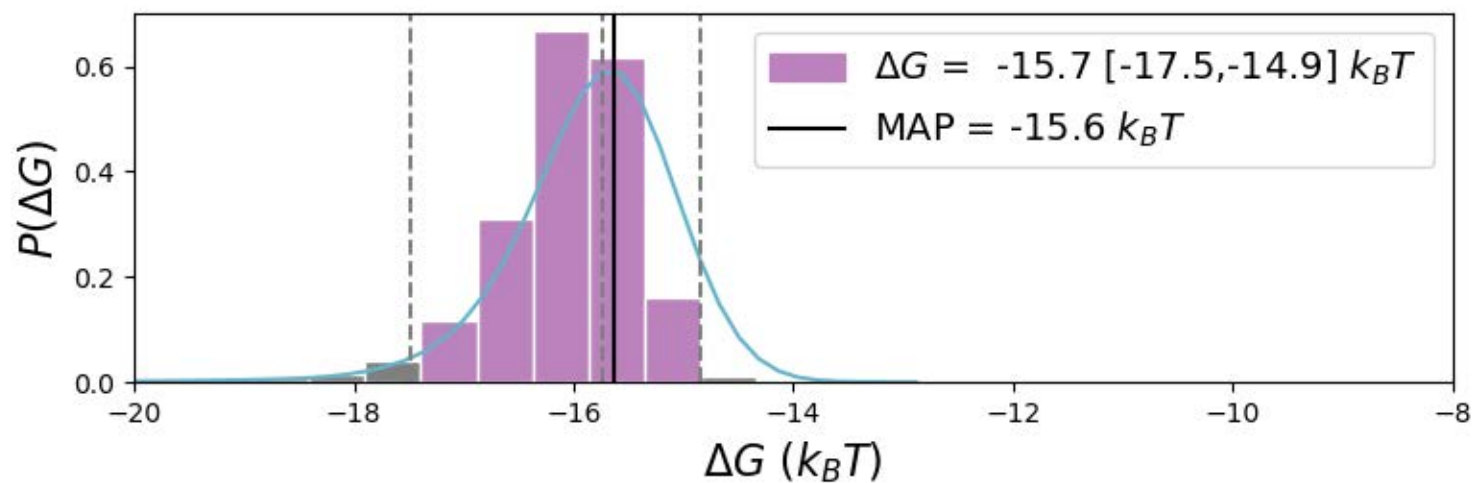 P(ΔG)
0.6
0.4
0.2
0.0
ΔG = -15.7 [-17.5,-14.9] k_BT
MAP = -15.6 k_BT
−20 −18 −16 −14 −12 −10 −8
ΔG (k_BT)